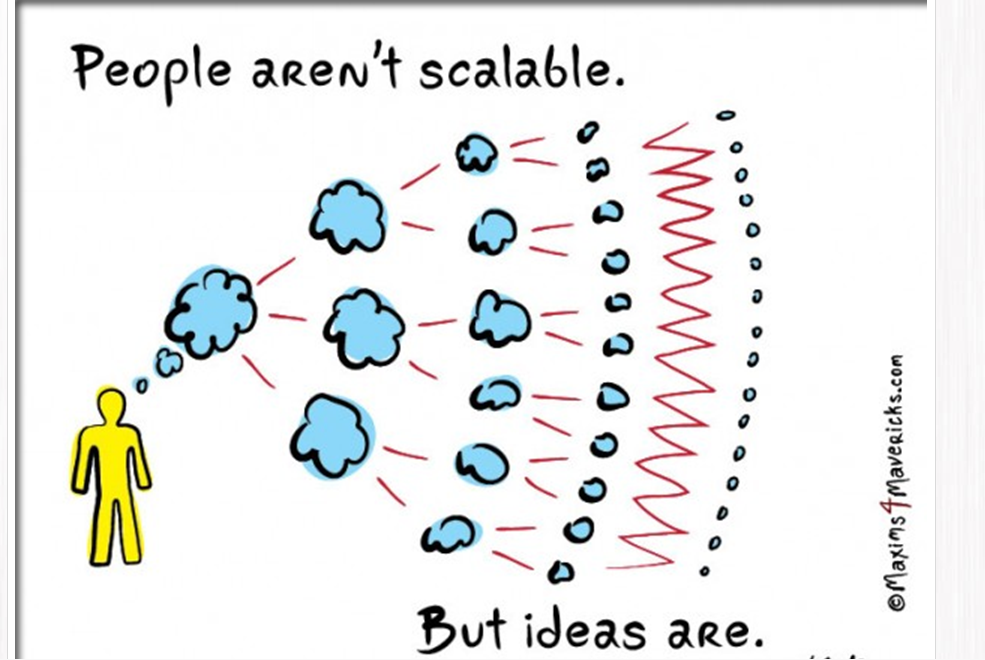 People aren't scalable.
But ideas are.
©Maxims4Mavericks.com